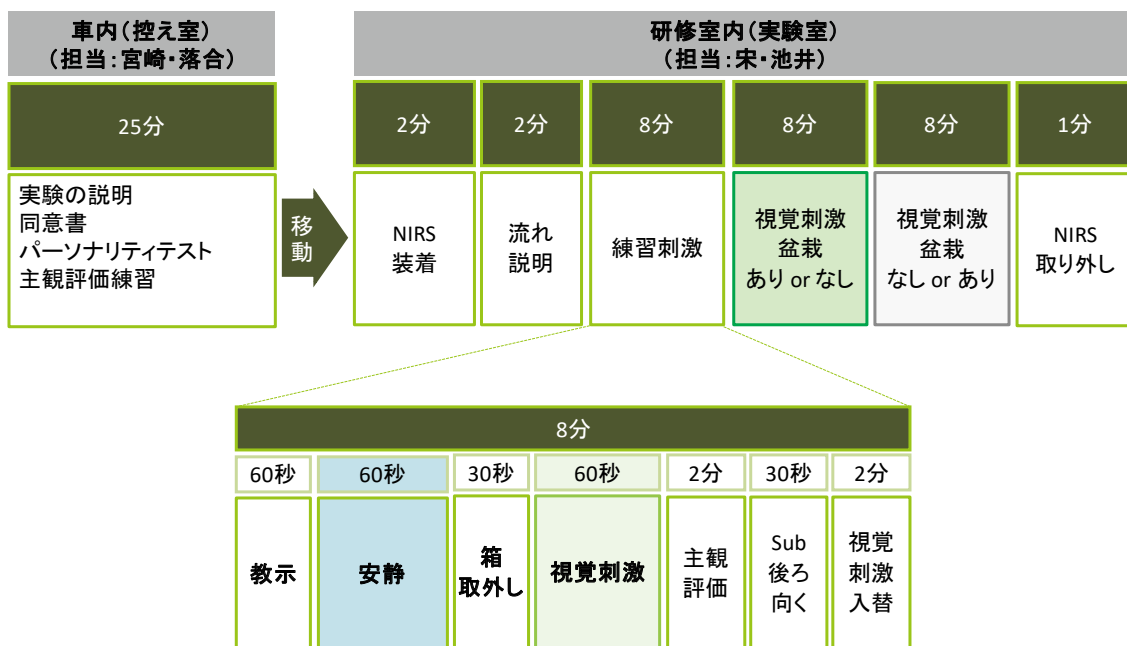 車内(控え室)
(担当:宮崎・落合)
研修室内(実験室)
(担当:宋・池井)
25分
2分
2分
8分
8分
8分
1分
実験の説明
同意書
パーソナリティテスト
主観評価練習
移
動
NIRS
装着
流れ
説明
練習刺激
視覚刺激
盆栽
あり or なし
視覚刺激
盆栽
なし or あり
NIRS
取り外し
8分
60秒
60秒
30秒
60秒
2分
30秒
2分
教示
安静
箱
取外し
視覚刺激
主観
評価
Sub
後ろ
向く
視覚
刺激
入替